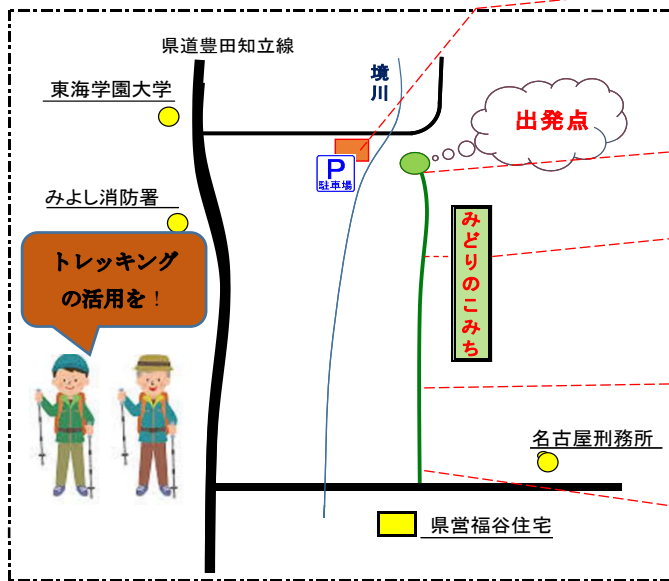 県道豊田知立線
東海学園大学
境川
出発点
P
駐車場
みよし消防署
みどりのこみち
トレッキング
の活用を！
名古屋刑務所
県営福谷住宅